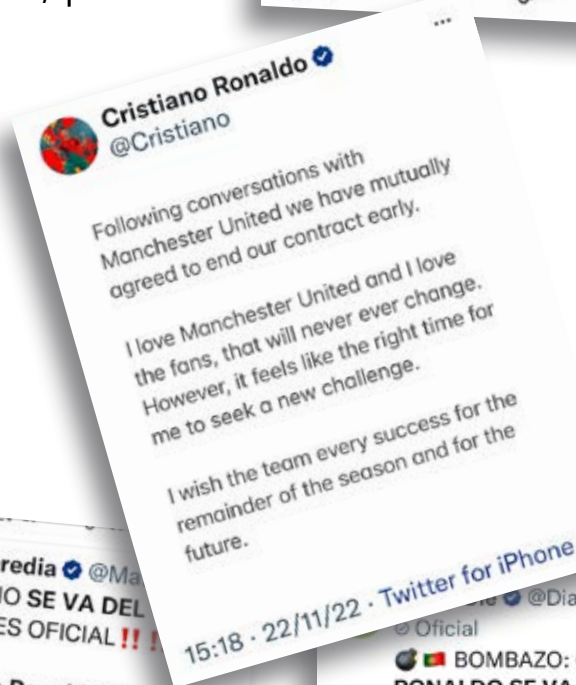 Cristiano Ronaldo
@Cristiano
Following conversations with
Manchester United we have mutually
agreed to end our contract early.
I love Manchester United and I love
the fans, that will never ever change.
However, it feels like the right time for
me to seek a new challenge.
I wish the team every success for the
remainder of the season and for the
future.
15:18 · 22/11/22 · Twitter for iPhone
redia @Ma
SE VA DEL
ES OFICIAL ‼️
@Dia
Oficial
💣 🇵🇹 BOMBAZO:
RONALDO SE VA